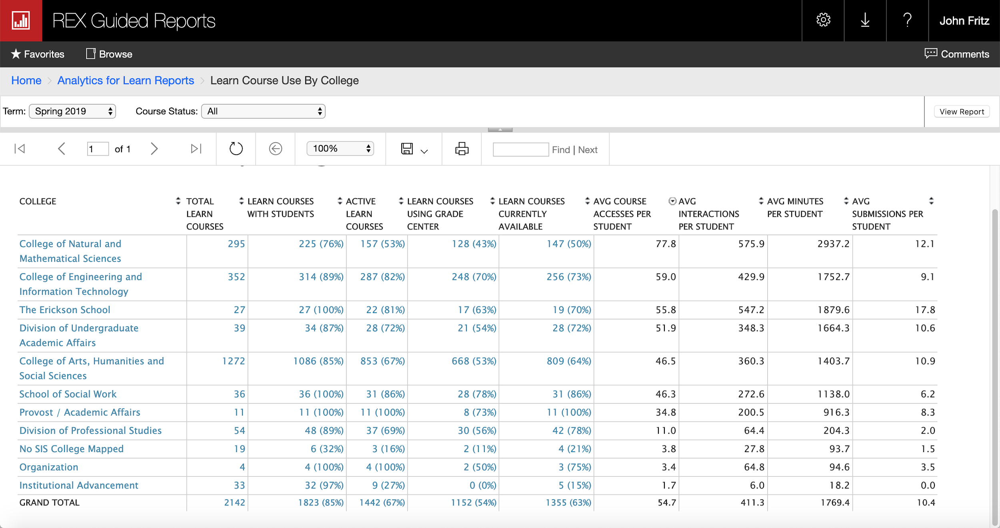 REX Guided Reports
?
John Fritz
Favorites
Browse
Comments
Home
Analytics for Learn Reports
Learn Course Use By College
Term: Spring 2019
Course Status: All
View Report
1 of 1
100%
Find | Next
COLLEGE
TOTAL
LEARN
COURSES
LEARN COURSES
WITH STUDENTS
ACTIVE
LEARN
COURSES
LEARN COURSES
USING GRADE
CENTER
LEARN COURSES
CURRENTLY
AVAILABLE
AVG COURSE
ACCESSES PER
STUDENT
AVG
INTERACTIONS
PER STUDENT
AVG MINUTES
PER STUDENT
AVG
SUBMISSIONS PER
STUDENT
College of Natural and
Mathematical Sciences
295 225 (76%) 157 (53%) 128 (43%) 147 (50%) 77.8 575.9 2937.2 12.1
College of Engineering and
Information Technology
352 314 (89%) 287 (82%) 248 (70%) 256 (73%) 59.0 429.9 1752.7 9.1
The Erickson School 27 27 (100%) 22 (81%) 17 (63%) 19 (70%) 55.8 547.2 1879.6 17.8
Division of Undergraduate
Academic Affairs
39 34 (87%) 28 (72%) 21 (54%) 28 (72%) 51.9 348.3 1664.3 10.6
College of Arts, Humanities and
Social Sciences
1272 1086 (85%) 853 (67%) 668 (53%) 809 (64%) 46.5 360.3 1403.7 10.9
School of Social Work 36 36 (100%) 31 (86%) 28 (78%) 31 (86%) 46.3 272.6 1138.0 6.2
Provost / Academic Affairs 11 11 (100%) 11 (100%) 8 (73%) 11 (100%) 34.8 200.5 916.3 8.3
Division of Professional Studies 54 48 (89%) 37 (69%) 30 (56%) 42 (78%) 11.0 64.4 204.3 2.0
No SIS College Mapped 19 6 (32%) 3 (16%) 2 (11%) 4 (21%) 3.8 27.8 93.7 1.5
Organization 4 4 (100%) 4 (100%) 2 (50%) 3 (75%) 3.4 64.8 94.6 3.5
Institutional Advancement 33 32 (97%) 9 (27%) 0 (0%) 5 (15%) 1.7 6.0 18.2 0.0
GRAND TOTAL 2142 1823 (85%) 1442 (67%) 1152 (54%) 1355 (63%) 54.7 411.3 1769.4 10.4